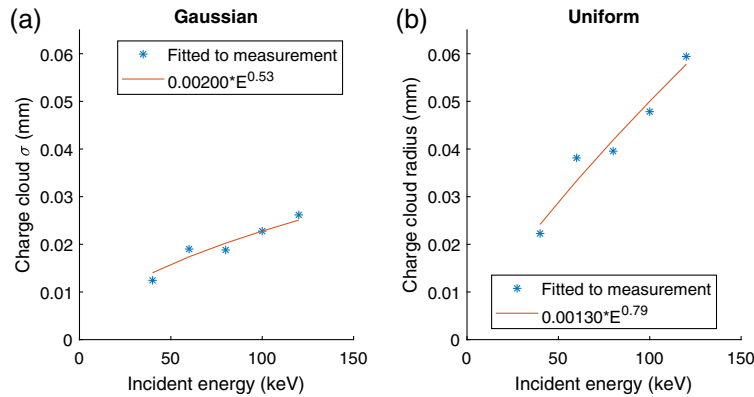 (a)
Gaussian
0.06
0.05
0.04
0.03
0.02
0.01
0
Charge cloud σ (mm)
Fitted to measurement
0.00200*E^0.53
0
50
100
150
Incident energy (keV)
(b)
Uniform
0.06
0.05
0.04
0.03
0.02
0.01
0
Charge cloud radius (mm)
Fitted to measurement
0.00130*E^0.79
0
50
100
150
Incident energy (keV)